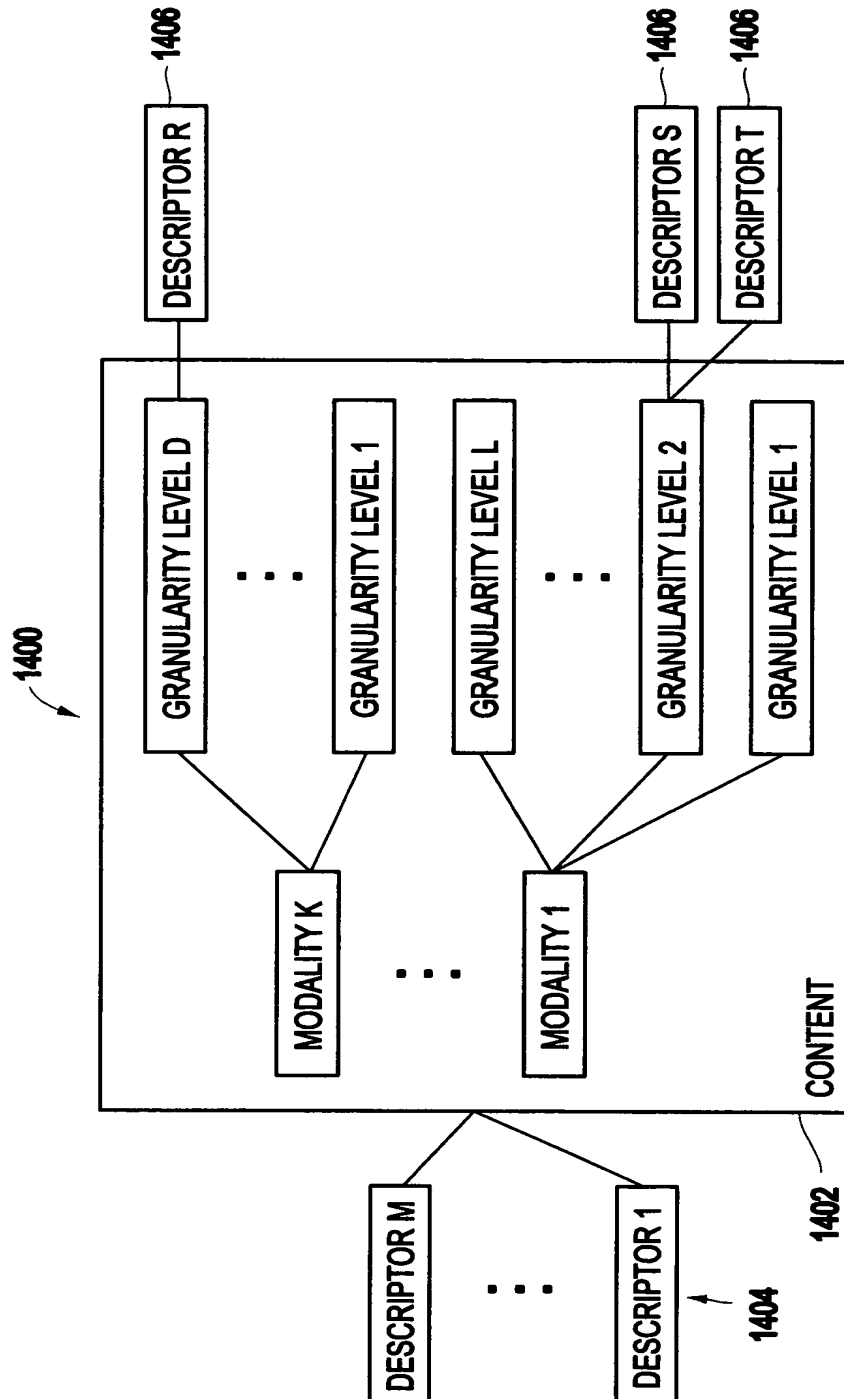 1400
DESCRIPTOR M
DESCRIPTOR 1
1404
1402
CONTENT
MODALITY K
MODALITY 1
GRANULARITY LEVEL D
GRANULARITY LEVEL 1
GRANULARITY LEVEL L
GRANULARITY LEVEL 2
GRANULARITY LEVEL 1
DESCRIPTOR R
1406
DESCRIPTOR S
1406
DESCRIPTOR T
1406